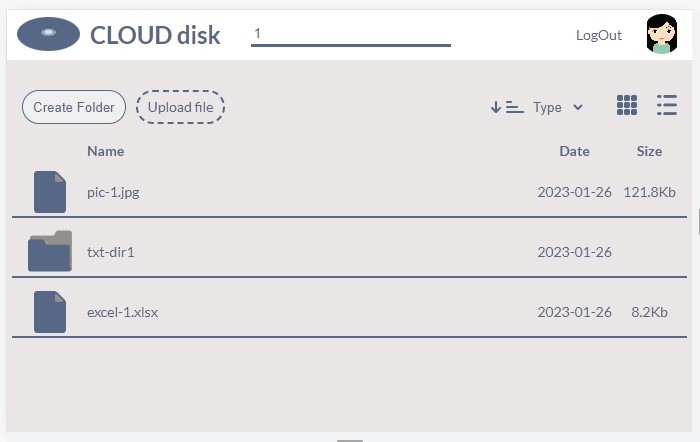 CLOUD disk 1 LogOut
Create Folder Upload file Type
Name Date Size
pic-1.jpg 2023-01-26 121.8Kb
txt-dir1 2023-01-26
excel-1.xlsx 2023-01-26 8.2Kb